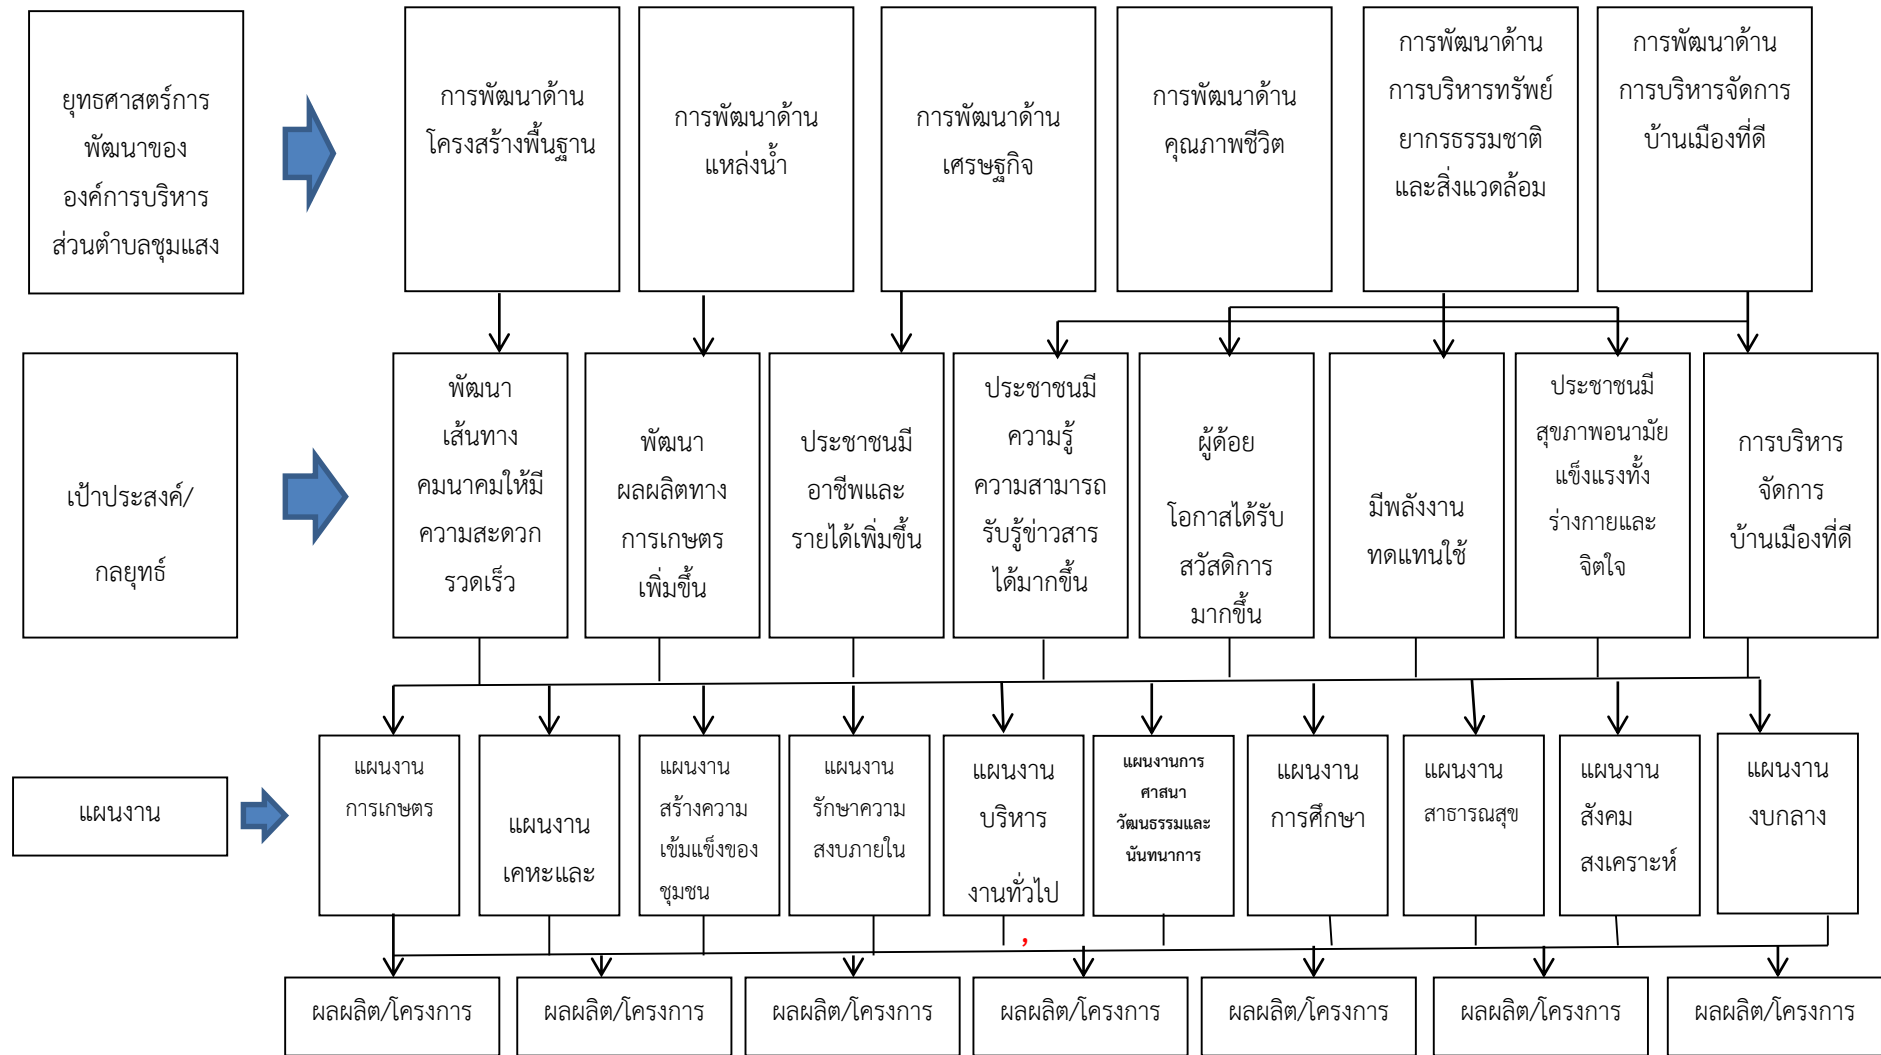 ยุทธศาสตร์การ
พัฒนาของ
องค์การบริหาร
ส่วนตำบลชุมแสง
การพัฒนาด้าน
โครงสร้างพื้นฐาน
การพัฒนาด้าน
แหล่งน้ำ
การพัฒนาด้าน
เศรษฐกิจ
การพัฒนาด้าน
คุณภาพชีวิต
การพัฒนาด้าน
การบริหารทรัพย์
ยากรธรรมชาติ
และสิ่งแวดล้อม
การพัฒนาด้าน
การบริหารจัดการ
บ้านเมืองที่ดี
เป้าประสงค์/
กลยุทธ์
พัฒนา
เส้นทาง
คมนาคมให้มี
ความสะดวก
รวดเร็ว
พัฒนา
ผลผลิตทาง
การเกษตร
เพิ่มขึ้น
ประชาชนมี
อาชีพและ
รายได้เพิ่มขึ้น
ประชาชนมี
ความรู้
ความสามารถ
รับรู้ข่าวสาร
ได้มากขึ้น
ผู้ด้อย
โอกาสได้รับ
สวัสดิการ
มากขึ้น
มีพลังงาน
ทดแทนใช้
ประชาชนมี
สุขภาพอนามัย
แข็งแรงทั้ง
ร่างกายและ
จิตใจ
การบริหาร
จัดการ
บ้านเมืองที่ดี
แผนงาน
แผนงาน
การเกษตร
แผนงาน
เคหะและ
แผนงาน
สร้างความ
เข้มแข็งของ
ชุมชน
แผนงาน
รักษาความ
สงบภายใน
แผนงาน
บริหาร
งานทั่วไป
แผนงานการ
ศาสนา
วัฒนธรรมและ
นันทนาการ
แผนงาน
การศึกษา
แผนงาน
สาธารณสุข
แผนงาน
สังคม
สงเคราะห์
แผนงาน
งบกลาง
,
ผลผลิต/โครงการ
ผลผลิต/โครงการ
ผลผลิต/โครงการ
ผลผลิต/โครงการ
ผลผลิต/โครงการ
ผลผลิต/โครงการ
ผลผลิต/โครงการ